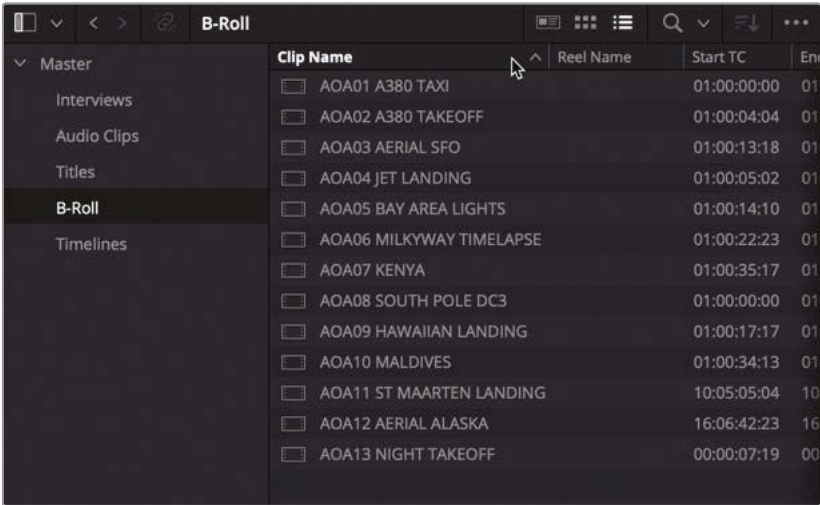 B-Roll
Master
Interviews
Audio Clips
Titles
B-Roll
Timelines
Clip Name Reel Name Start TC En
AOA01 A380 TAXI 01:00:00:00 01
AOA02 A380 TAKEOFF 01:00:04:04 01
AOA03 AERIAL SFO 01:00:13:18 01
AOA04 JET LANDING 01:00:05:02 01
AOA05 BAY AREA LIGHTS 01:00:14:10 01
AOA06 MILKYWAY TIMELAPSE 01:00:22:23 01
AOA07 KENYA 01:00:35:17 01
AOA08 SOUTH POLE DC3 01:00:00:00 01
AOA09 HAWAIIAN LANDING 01:00:17:17 01
AOA10 MALDIVES 01:00:34:13 01
AOA11 ST MAARTEN LANDING 10:05:05:04 10
AOA12 AERIAL ALASKA 16:06:42:23 16
AOA13 NIGHT TAKEOFF 00:00:07:19 00